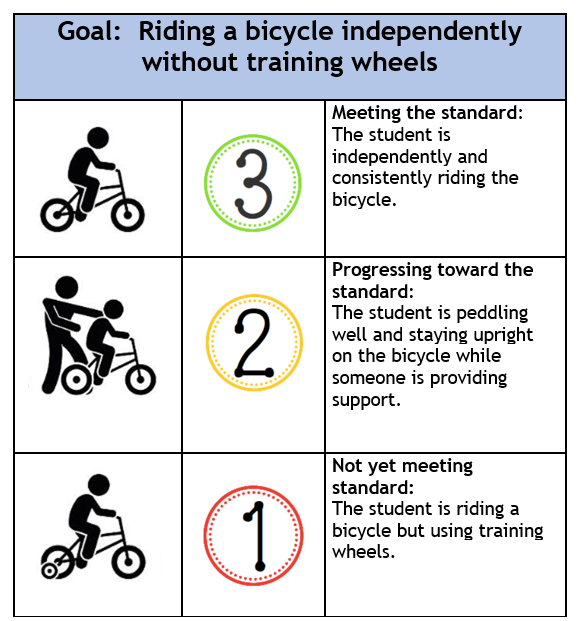 Goal:  Riding a bicycle independently
without training wheels
3
Meeting the standard:
The student is
independently and
consistently riding the
bicycle.
2
Progressing toward the
standard:
The student is peddling
well and staying upright
on the bicycle while
someone is providing
support.
1
Not yet meeting
standard:
The student is riding a
bicycle but using training
wheels.